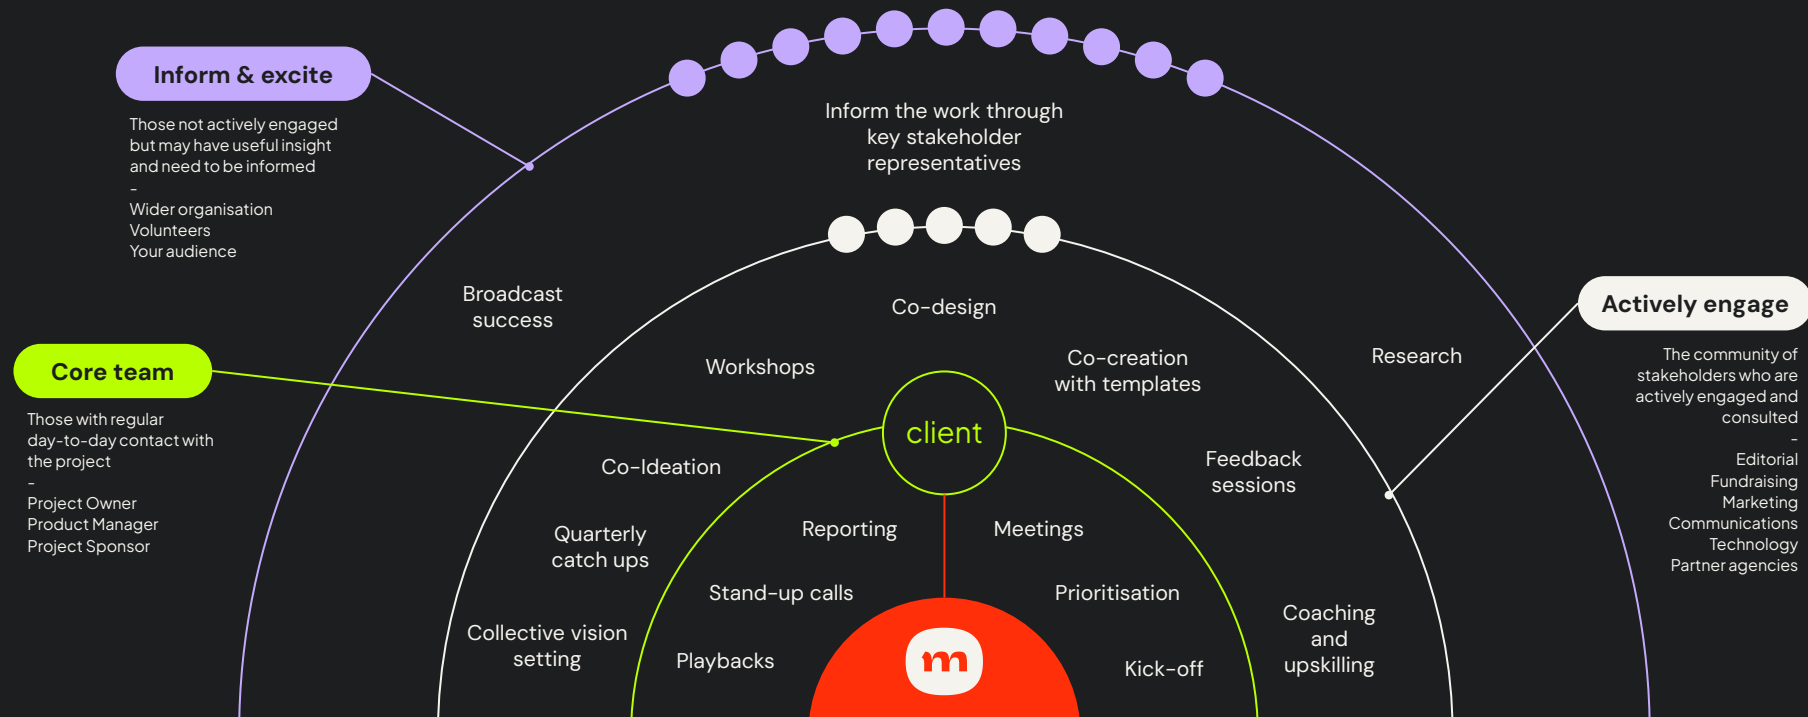 Inform & excite
Those not actively engaged
but may have useful insight
and need to be informed
-
Wider organisation
Volunteers
Your audience
Core team
Those with regular
day-to-day contact with
the project
-
Project Owner
Product Manager
Project Sponsor
Inform the work through
key stakeholder
representatives
Broadcast
success
Research
Co-design
Workshops
Co-creation
with templates
Co-Ideation
Feedback
sessions
Quarterly
catch ups
Collective vision
setting
Coaching
and
upskilling
client
Reporting
Meetings
Stand-up calls
Prioritisation
Playbacks
Kick-off
m
Actively engage
The community of
stakeholders who are
actively engaged and
consulted
-
Editorial
Fundraising
Marketing
Communications
Technology
Partner agencies